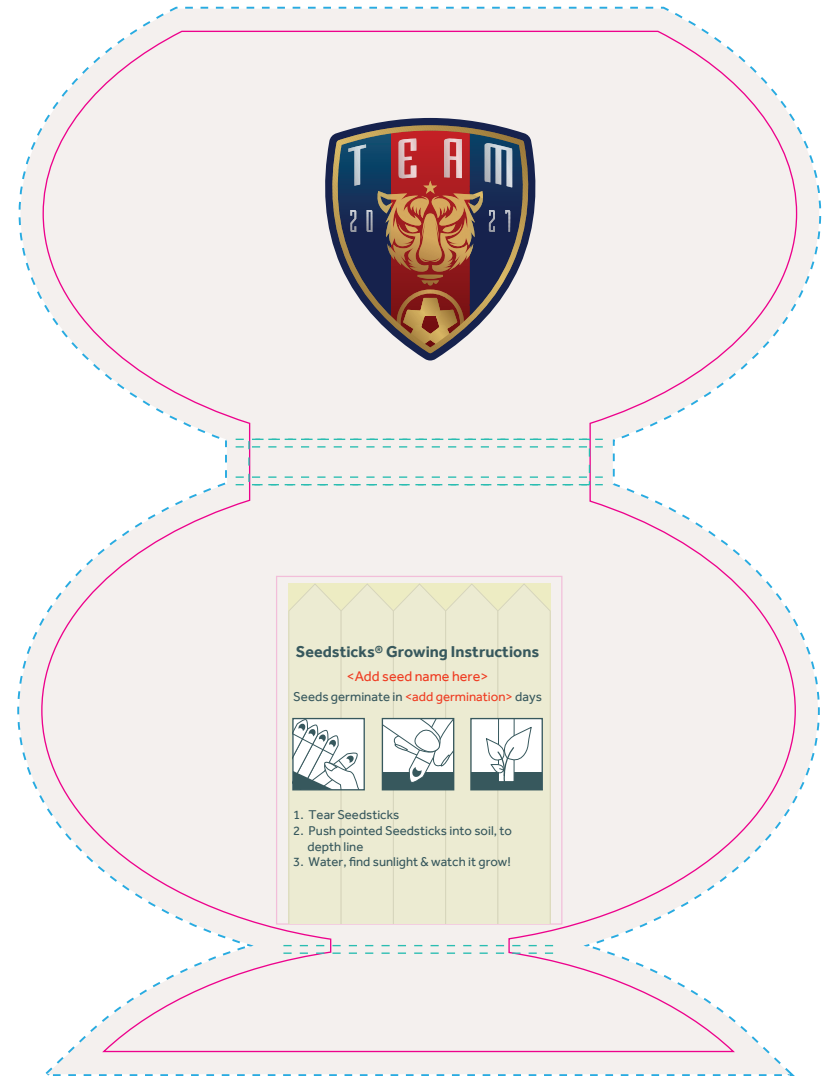 TEAM
20 21
Seedsticks® Growing Instructions
<Add seed name here>
Seeds germinate in <add germination> days
1. Tear Seedsticks
2. Push pointed Seedsticks into soil, to
depth line
3. Water, find sunlight & watch it grow!